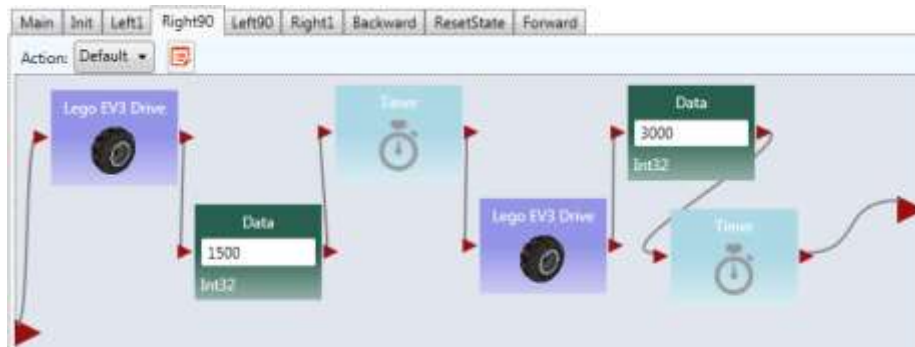 Main Init Left1 Right90 Left90 Right1 Backward ResetState Forward
Action: Default
Lego EV3 Drive
Data
1500
Int32
Timer
Lego EV3 Drive
Data
3000
Int32
Timer